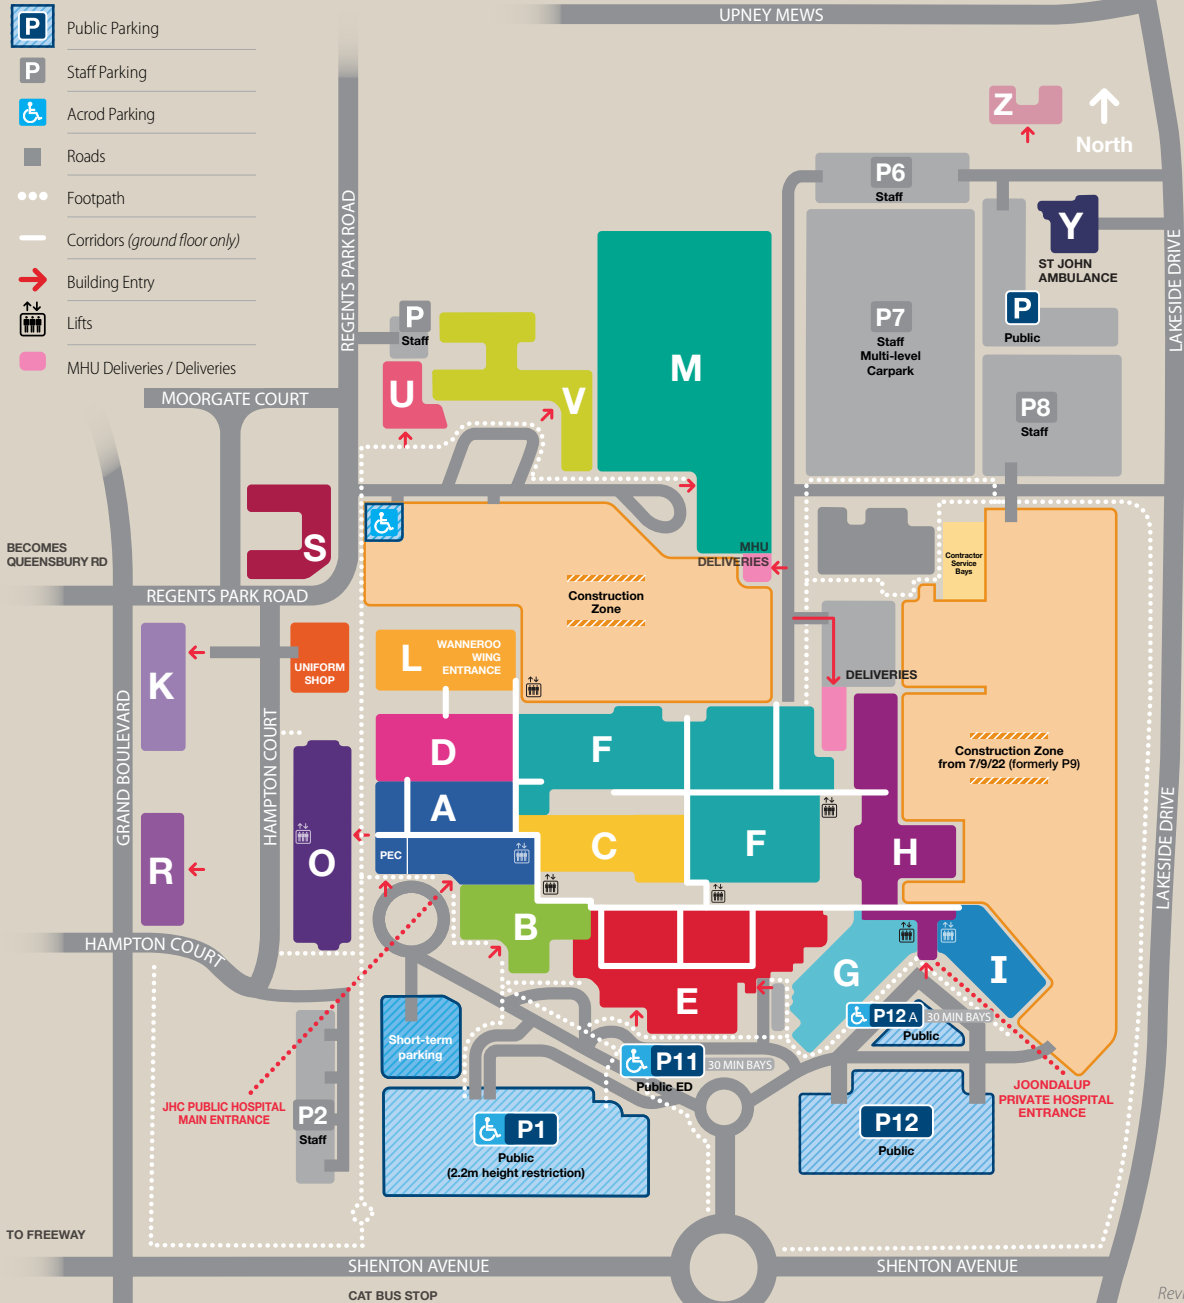 P
Public Parking
P
Staff Parking
Acrod Parking
Roads
Footpath
Corridors (ground floor only)
Building Entry
Lifts
MHU Deliveries / Deliveries
UPNEY MEWS
REGENTS PARK ROAD
Z
North
P6
Staff
Y
ST JOHN
AMBULANCE
LAKESIDE DRIVE
P
Staff
P7
Staff
Multi-level
Carpark
P
Public
M
U
V
P8
Staff
MOORGATE COURT
S
BECOMES
QUEENSBURY RD
REGENTS PARK ROAD
MHU
DELIVERIES
Contractor
Service
Bays
Construction
Zone
K
UNIFORM
SHOP
L
WANNEROO
WING
ENTRANCE
DELIVERIES
GRAND BOULEVARD
HAMPTON COURT
D
F
Construction Zone
from 7/9/22 (formerly P9)
A
PEC
C
F
H
R
O
LAKESIDE DRIVE
B
E
G
I
HAMPTON COURT
Short-term
parking
P12 A
30 MIN BAYS
Public
P11
30 MIN BAYS
Public ED
JHC PUBLIC HOSPITAL
MAIN ENTRANCE
JOONDALUP
PRIVATE HOSPITAL
ENTRANCE
P2
Staff
P1
Public
(2.2m height restriction)
P12
Public
TO FREEWAY
SHENTON AVENUE
SHENTON AVENUE
CAT BUS STOP